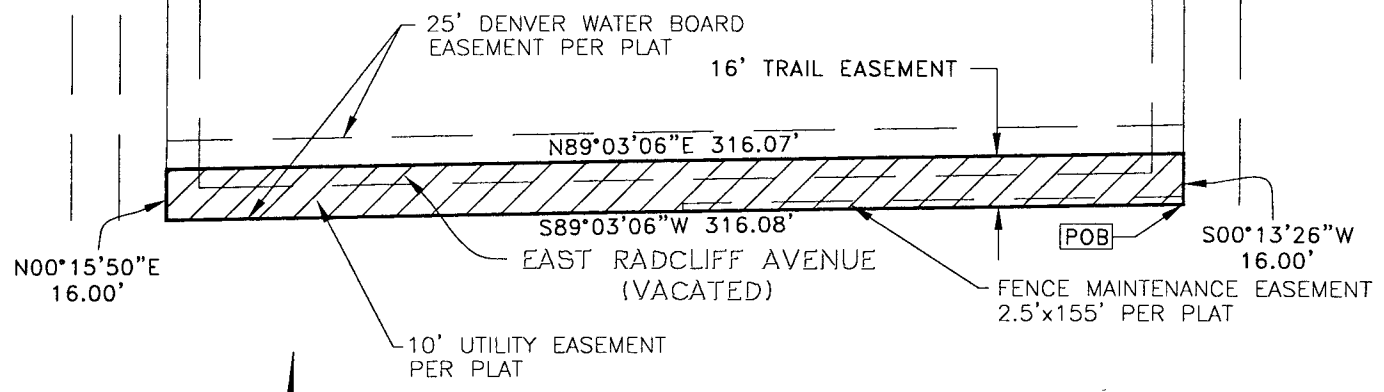 25' DENVER WATER BOARD
EASEMENT PER PLAT
16' TRAIL EASEMENT
N89°03'06"E 316.07'
S89°03'06"W 316.08'
POB
S00°13'26"W
16.00'
N00°15'50"E
16.00'
EAST RADCLIFF AVENUE
(VACATED)
FENCE MAINTENANCE EASEMENT
2.5'x155' PER PLAT
10' UTILITY EASEMENT
PER PLAT